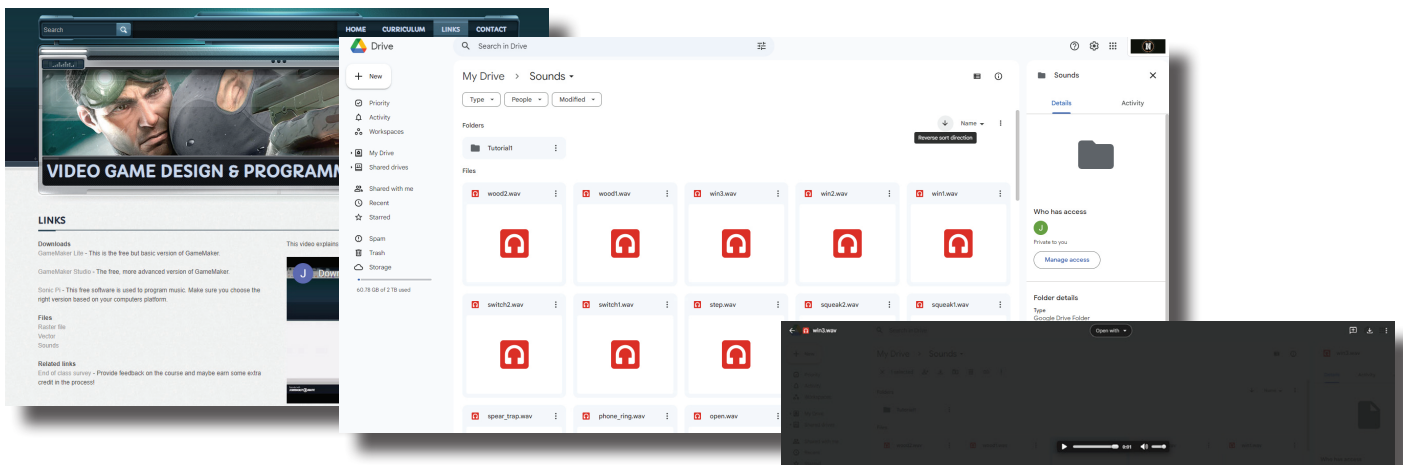 Search
HOME CURRICULUM LINKS CONTACT
VIDEO GAME DESIGN & PROGRAMM
LINKS
Downloads
GameMaker Lite - This is the free but basic version of GameMaker.
GameMaker Studio - The free, more advanced version of GameMaker.
Sonic Pi - This free software is used to program music. Make sure you choose the
right version based on your computers platform.
Files
Raster file
Vector
Sounds
Related links
End of class survey - Provide feedback on the course and maybe earn some extra
credit in the process!
This video explains
J Down
Drive
Search in Drive
New
Priority
Activity
Workspaces
My Drive
Shared drives
Shared with me
Recent
Starred
Spam
Trash
Storage
60.78 GB of 2 TB used
My Drive > Sounds
Type People Modified
Folders
Name
Reverse sort direction
Tutorial1
Files
wood2.wav wood1.wav win3.wav win2.wav win1.wav
switch2.wav switch1.wav step.wav squeak2.wav squeak1.wav
spear_trap.wav phone_ring.wav open.wav
Sounds
Details Activity
Who has access
J
Private to you
Manage access
Folder details
Type
Google Drive Folder
win3.wav
Open with
My Drive > Sounds
0:01